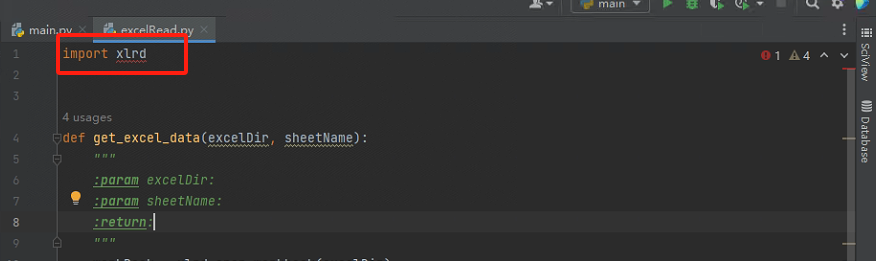 main
main.py excelRead.py
1 import xlrd 1 4
2
3
4 usages
4 def get_excel_data(excelDir, sheetName):
5 """
6 :param excelDir:
7 :param sheetName:
8 :return:
9 """
SciView
Database